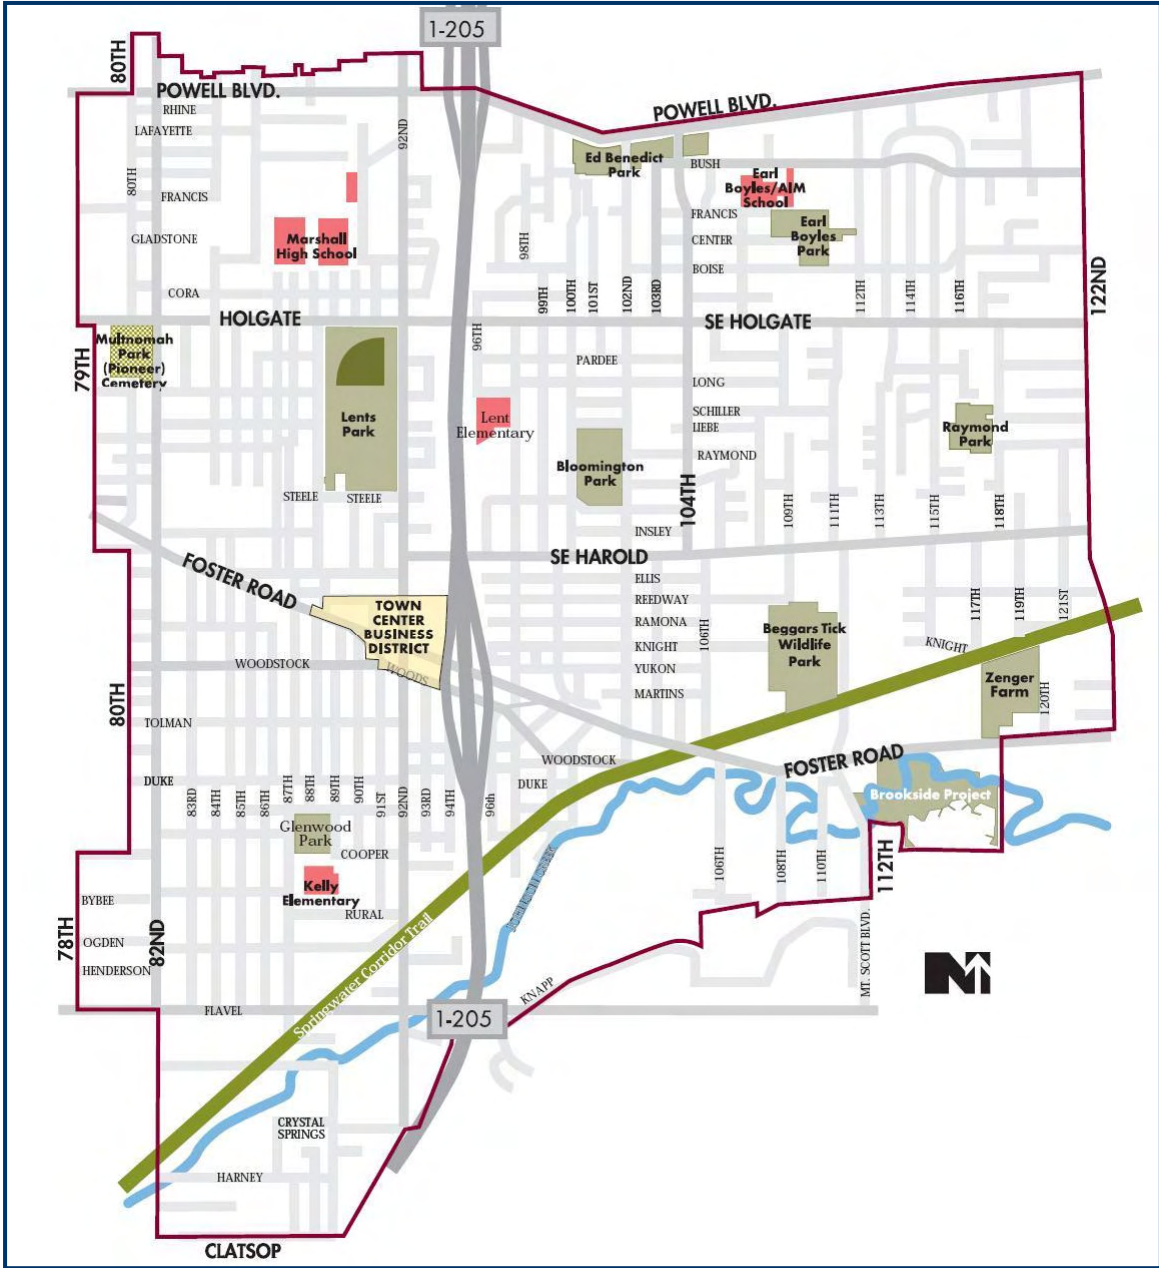 1-205
80TH
POWELL BLVD.
RHINE
LAFAYETTE
92ND
POWELL BLVD.
Ed Benedict
Park
BUSH
80TH
FRANCIS
Earl
Boyles/AIM
School
FRANCIS
GLADSTONE
Marshall
High School
98TH
CENTER
Earl
Boyles
Park
BOISE
CORA
99TH
100TH
101ST
102ND
103RD
112TH
114TH
116TH
122ND
HOLGATE
SE HOLGATE
96TH
Multnomah
Park
(Pioneer)
Cemetery
79TH
PARDEE
LONG
Lents
Park
Lent
Elementary
SCHILLER
LIEBE
Raymond
Park
RAYMOND
Bloomington
Park
STEELE
STEELE
104TH
109TH
111TH
113TH
115TH
118TH
INSLEY
SE HAROLD
FOSTER ROAD
ELLIS
REEDWAY
RAMONA
KNIGHT
YUKON
MARTINS
106TH
117TH
119TH
121ST
TOWN
CENTER
BUSINESS
DISTRICT
Beggars Tick
Wildlife
Park
KNIGHT
WOODSTOCK
WOODS
Zenger
Farm
120TH
80TH
TOLMAN
WOODSTOCK
FOSTER ROAD
DUKE
DUKE
83RD
84TH
85TH
86TH
87TH
88TH
89TH
90TH
91ST
92ND
93RD
94TH
96th
Brookside Project
Glenwood
Park
COOPER
106TH
108TH
110TH
112TH
Kelly
Elementary
BYBEE
RURAL
78TH
OGDEN
82ND
HENDERSON
Springwater Corridor Trail
MT. SCOTT BLVD.
N
KNAPP
FLAVEL
1-205
CRYSTAL
SPRINGS
HARNEY
CLATSOP